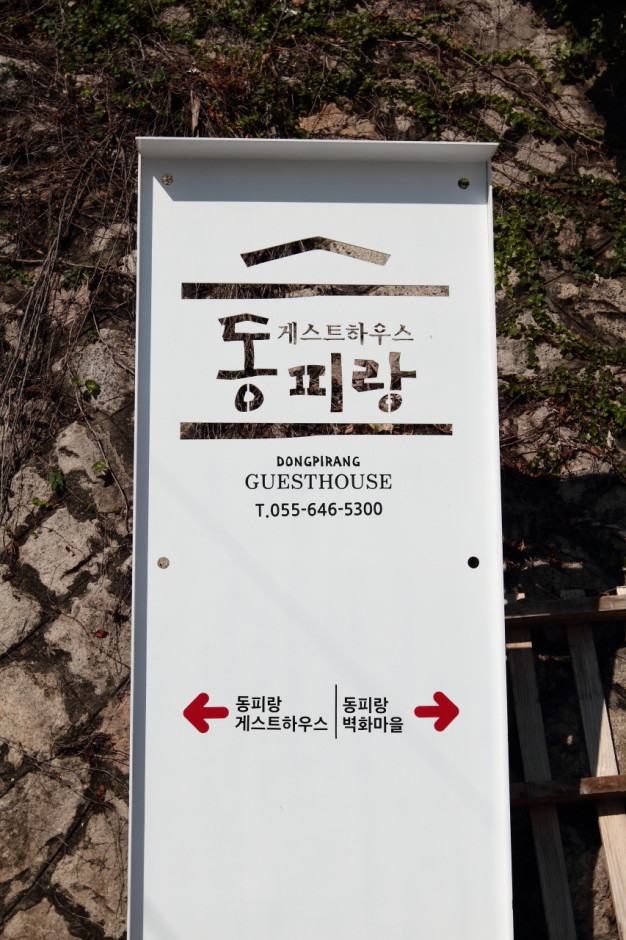 게스트하우스
동피랑
DONGPIRANG
GUESTHOUSE
T.055-646-5300
동피랑
게스트하우스
동피랑
벽화마을